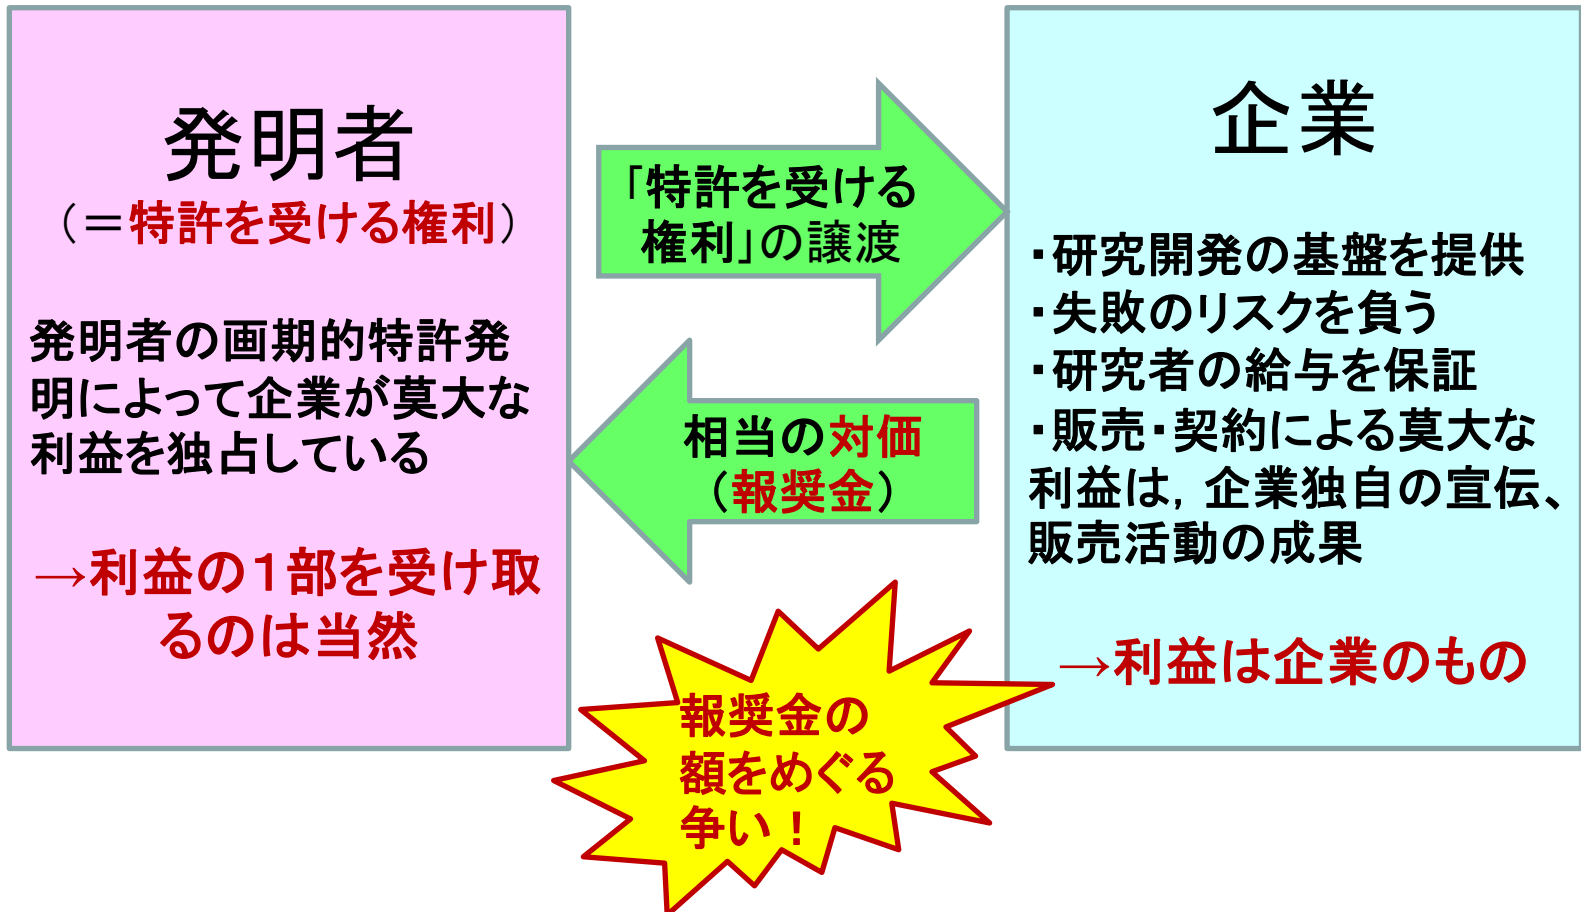 発明者
（＝特許を受ける権利）
発明者の画期的特許発
明によって企業が莫大な
利益を独占している
→利益の１部を受け取
るのは当然
「特許を受ける
権利」の譲渡
相当の対価
（報奨金）
報奨金の
額をめぐる
争い！
企業
・研究開発の基盤を提供
・失敗のリスクを負う
・研究者の給与を保証
・販売・契約による莫大な
利益は，企業独自の宣伝、
販売活動の成果
→利益は企業のもの